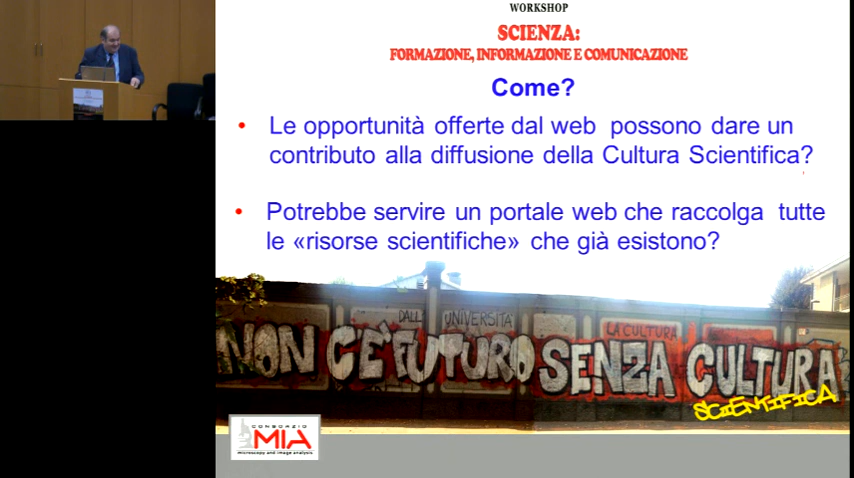 WORKSHOP
SCIENZA:
FORMAZIONE, INFORMAZIONE E COMUNICAZIONE
Come?
• Le opportunità offerte dal web possono dare un
contributo alla diffusione della Cultura Scientifica?
• Potrebbe servire un portale web che raccolga tutte
le «risorse scientifiche» che già esistono?
DALL' UNIVERSITÀ
LA CULTURA
NON C'È FUTURO SENZA CULTURA
SCIENTIFICA
CONSORZIO
MIA
microscopy and image analysis